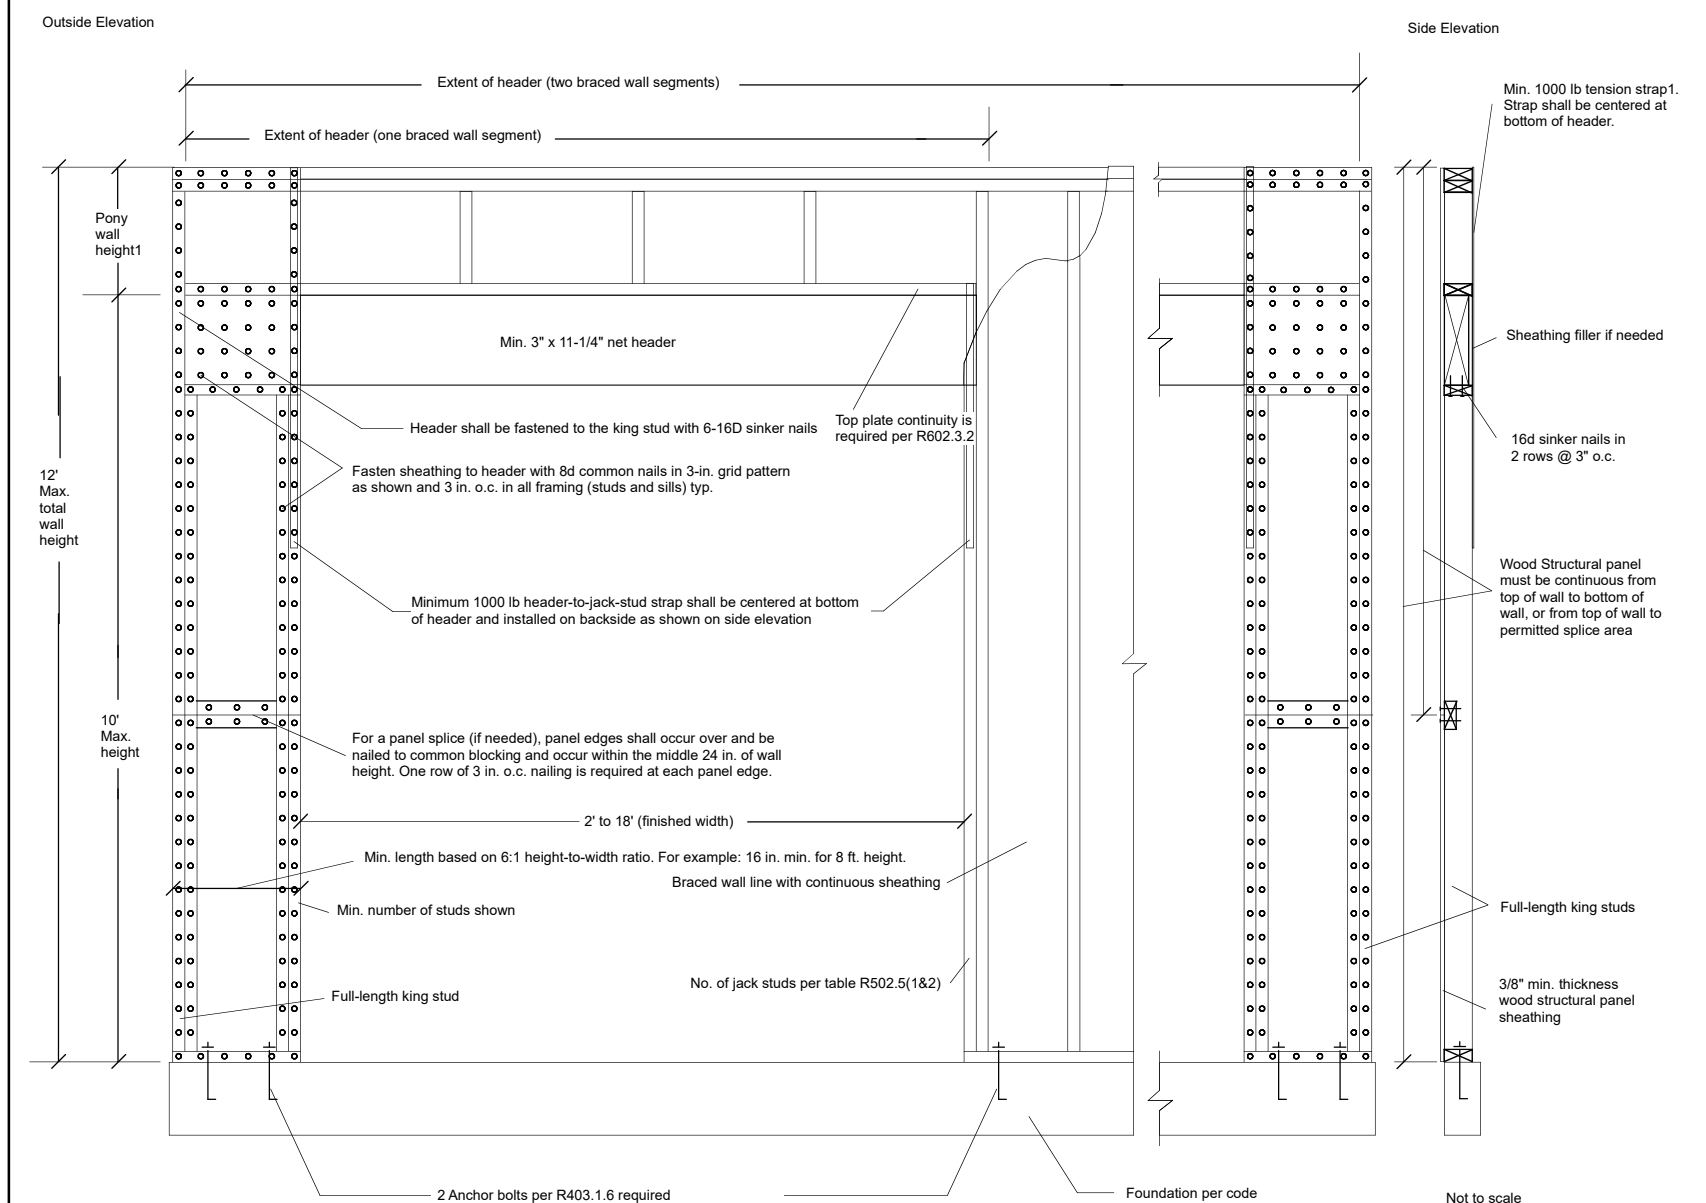 Outside Elevation
Side Elevation
Extent of header (two braced wall segments)
Min. 1000 lb tension strap1.
Strap shall be centered at
bottom of header.
Extent of header (one braced wall segment)
Pony
wall
height1
Min. 3" x 11-1/4" net header
Sheathing filler if needed
Header shall be fastened to the king stud with 6-16D sinker nails
Top plate continuity is
required per R602.3.2
16d sinker nails in
2 rows @ 3" o.c.
Fasten sheathing to header with 8d common nails in 3-in. grid pattern
as shown and 3 in. o.c. in all framing (studs and sills) typ.
12'
Max.
total
wall
height
Wood Structural panel
must be continuous from
top of wall to bottom of
wall, or from top of wall to
permitted splice area
Minimum 1000 lb header-to-jack-stud strap shall be centered at bottom
of header and installed on backside as shown on side elevation
10'
Max.
height
For a panel splice (if needed), panel edges shall occur over and be
nailed to common blocking and occur within the middle 24 in. of wall
height. One row of 3 in. o.c. nailing is required at each panel edge.
2' to 18' (finished width)
Min. length based on 6:1 height-to-width ratio. For example: 16 in. min. for 8 ft. height.
Braced wall line with continuous sheathing
Min. number of studs shown
Full-length king studs
No. of jack studs per table R502.5(1&2)
Full-length king stud
3/8" min. thickness
wood structural panel
sheathing
2 Anchor bolts per R403.1.6 required
Foundation per code
Not to scale